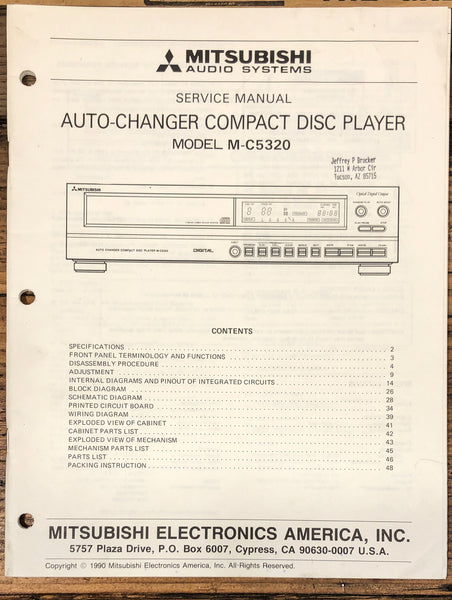 MITSUBISHI
AUDIO SYSTEMS
SERVICE MANUAL
AUTO-CHANGER COMPACT DISC PLAYER
MODEL M-C5320
Jeffrey P Brucker
1211 W Arbor Clr
Tucson, AZ 85715
MITSUBISHI
Optical Digital Output
AUTO CHANGER COMPACT DISC PLAYER M-C5320
DIGITAL
CONTENTS
SPECIFICATIONS 2
FRONT PANEL TERMINOLOGY AND FUNCTIONS 3
DISASSEMBLY PROCEDURE 4
ADJUSTMENT 9
INTERNAL DIAGRAMS AND PINOUT OF INTEGRATED CIRCUITS 14
BLOCK DIAGRAM 26
SCHEMATIC DIAGRAM 28
PRINTED CIRCUIT BOARD 34
WIRING DIAGRAM 39
EXPLODED VIEW OF CABINET 41
CABINET PARTS LIST 42
EXPLODED VIEW OF MECHANISM 43
MECHANISM PARTS LIST 45
PARTS LIST 46
PACKING INSTRUCTION 48
MITSUBISHI ELECTRONICS AMERICA, INC.
5757 Plaza Drive, P.O. Box 6007, Cypress, CA 90630-0007 U.S.A.
Copyright © 1990 Mitsubishi Electronics America, Inc. All Rights Reserved.